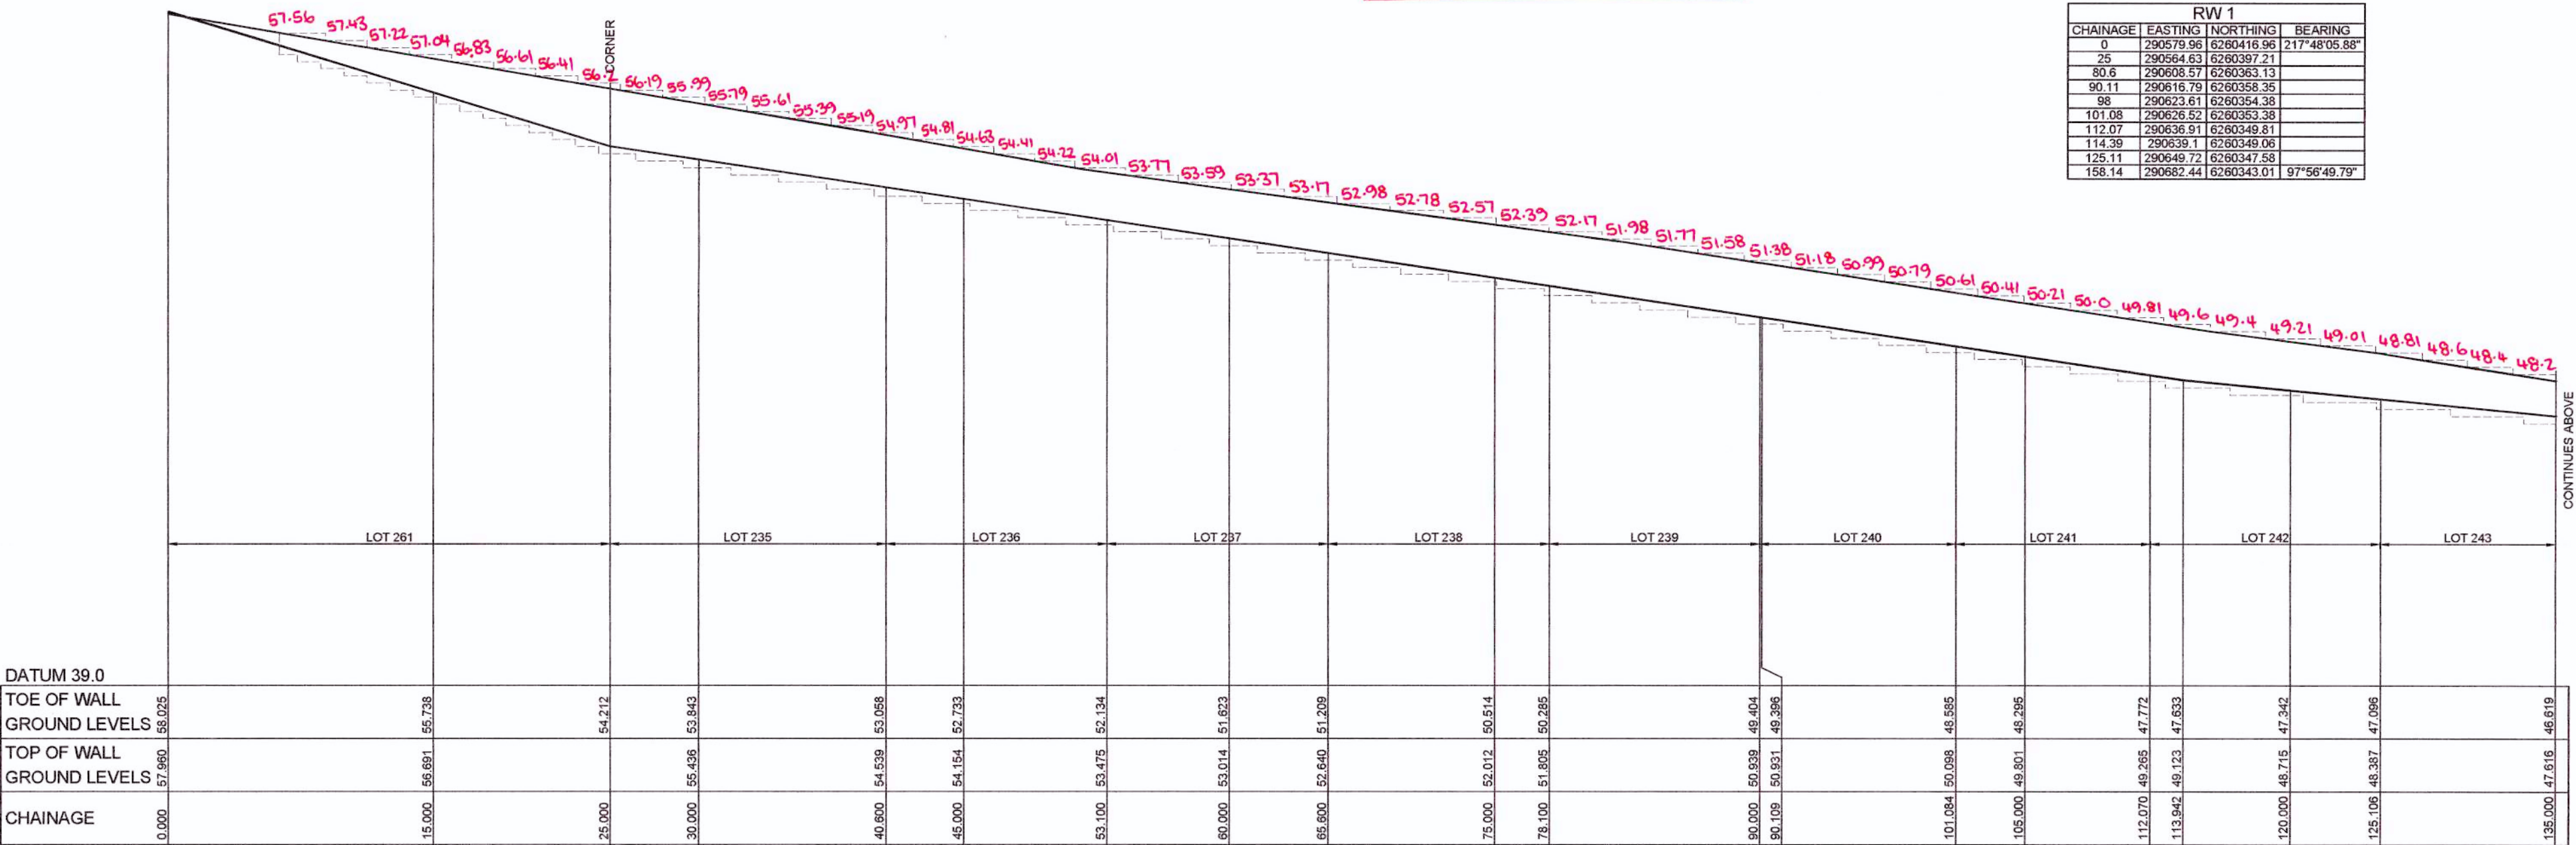 RW 1
CHAINAGE EASTING NORTHING BEARING
0 290579.96 6260416.96 217°48'05.88"
25 290564.63 6260397.21
80.6 290608.57 6260363.13
90.11 290616.79 6260358.35
98 290623.61 6260354.38
101.08 290626.52 6260353.38
112.07 290636.91 6260349.81
114.39 290639.1 6260349.06
125.11 290649.72 6260347.58
158.14 290682.44 6260343.01 97°56'49.79"
57.56 57.43 57.22 57.04 56.83 56.61 56.41 56.2 56.19 55.99 55.79 55.61 55.39 55.19 54.97 54.81 54.63 54.41 54.22 54.01 53.77 53.59 53.37 53.17 52.98 52.78 52.57 52.39 52.17 51.98 51.77 51.58 51.38 51.18 50.99 50.79 50.61 50.41 50.21 50.0 49.81 49.6 49.4 49.21 49.01 48.81 48.6 48.4 48.2
CORNER
CONTINUES ABOVE
LOT 261 LOT 235 LOT 236 LOT 237 LOT 238 LOT 239 LOT 240 LOT 241 LOT 242 LOT 243
DATUM 39.0
TOE OF WALL
GROUND LEVELS 58.025 55.738 54.212 53.843 53.058 52.733 52.134 51.623 51.209 50.514 50.285 49.404 49.396 48.585 48.295 47.772 47.633 47.342 47.096 46.619
TOP OF WALL
GROUND LEVELS 57.960 56.691 55.436 54.539 54.154 53.475 53.014 52.640 52.012 51.805 50.939 50.931 50.098 49.801 49.265 49.123 48.715 48.387 47.616
CHAINAGE 0.000 15.000 25.000 30.000 40.600 45.000 53.100 60.000 65.600 75.000 78.100 90.000 90.109 101.084 105.000 112.070 113.942 120.000 125.106 135.000